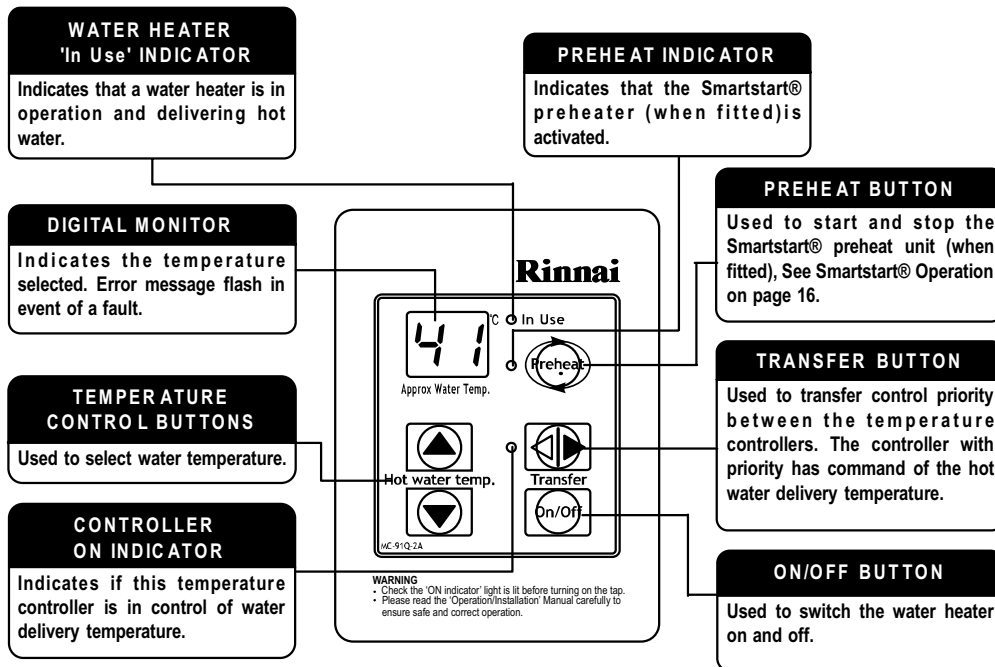 WATER HEATER
'In Use' INDICATOR
Indicates that a water heater is in
operation and delivering hot
water.
PREHEAT INDICATOR
Indicates that the Smartstart®
preheater (when fitted)is
activated.
DIGITAL MONITOR
Indicates the temperature
selected. Error message flash in
event of a fault.
PREHEAT BUTTON
Used to start and stop the
Smartstart® preheat unit (when
fitted), See Smartstart® Operation
on page 16.
TEMPERATURE
CONTROL BUTTONS
Used to select water temperature.
TRANSFER BUTTON
Used to transfer control priority
between the temperature
controllers. The controller with
priority has command of the hot
water delivery temperature.
CONTROLLER
ON INDICATOR
Indicates if this temperature
controller is in control of water
delivery temperature.
ON/OFF BUTTON
Used to switch the water heater
on and off.
Rinnai
41
°C
In Use
Preheat
Approx Water Temp.
Hot water temp.
Transfer
On/Off
MC-91Q-2A
WARNING
• Check the 'ON indicator' light is lit before turning on the tap.
• Please read the 'Operation/Installation' Manual carefully to
ensure safe and correct operation.